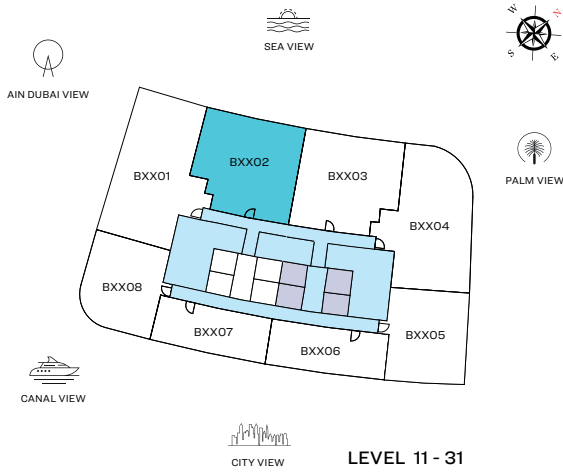 SEA VIEW
W
N
S
E
AIN DUBAI VIEW
PALM VIEW
BXX01
BXX02
BXX03
BXX04
BXX08
BXX07
BXX06
BXX05
CANAL VIEW
CITY VIEW
LEVEL 11 - 31